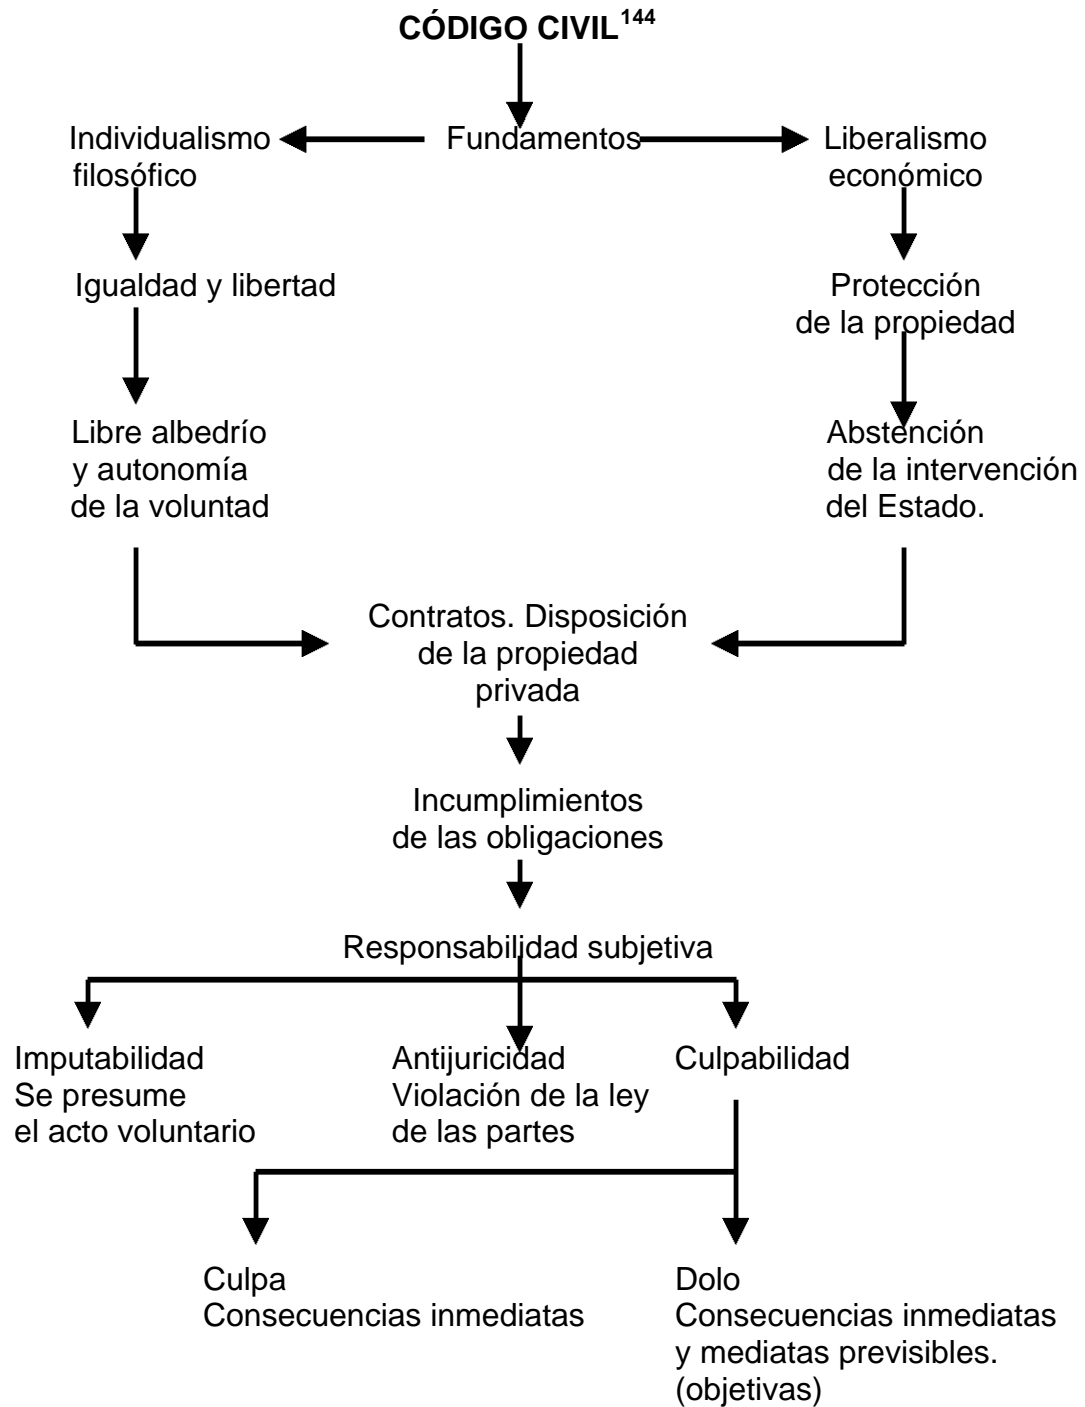 CÓDIGO CIVIL144
Individualismo
filosófico
Fundamentos
Liberalismo
económico
Igualdad y libertad
Protección
de la propiedad
Libre albedrío
y autonomía
de la voluntad
Abstención
de la intervención
del Estado.
Contratos. Disposición
de la propiedad
privada
Incumplimientos
de las obligaciones
Responsabilidad subjetiva
Imputabilidad
Se presume
el acto voluntario
Antijuricidad
Violación de la ley
de las partes
Culpabilidad
Culpa
Consecuencias inmediatas
Dolo
Consecuencias inmediatas
y mediatas previsibles.
(objetivas)